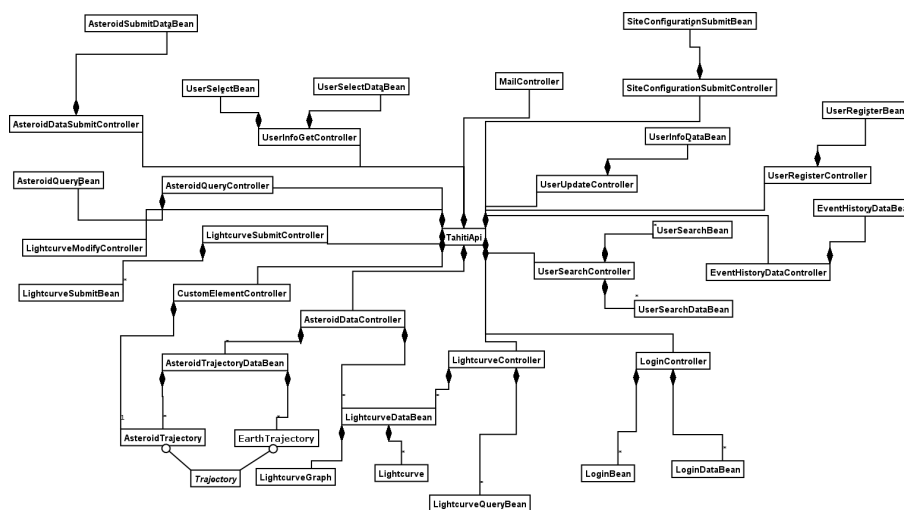 AsteroidSubmitDataBean
SiteConfigurationSubmitBean
UserSelectBean
UserSelectDataBean
MailController
SiteConfigurationSubmitController
AsteroidDataSubmitController
UserInfoGetController
UserInfoDataBean
UserRegisterBean
AsteroidQueryBean
AsteroidQueryController
UserUpdateController
UserRegisterController
LightcurveModifyController
LightcurveSubmitController
TahitiApi
UserSearchBean
EventHistoryDataBean
LightcurveSubmitBean
CustomElementController
UserSearchController
EventHistoryDataController
AsteroidDataController
UserSearchDataBean
AsteroidTrajectoryDataBean
LightcurveController
LoginController
1
LightcurveDataBean
AsteroidTrajectory
EarthTrajectory
Trajectory
LightcurveGraph
Lightcurve
LoginBean
LoginDataBean
LightcurveQueryBean